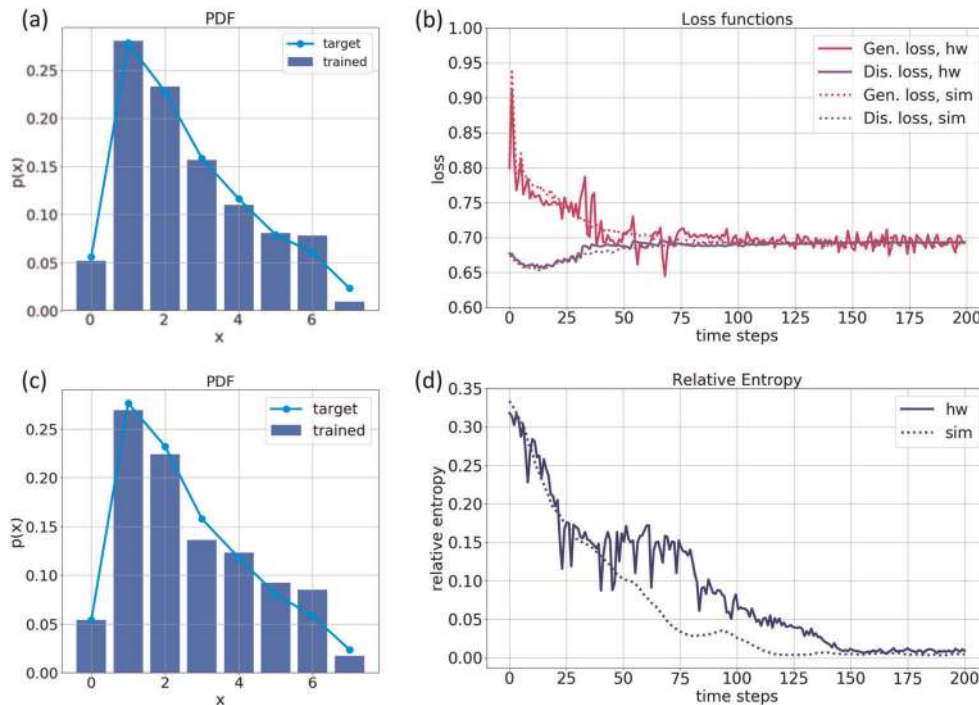 (a)
PDF
target
trained
0.25
0.20
0.15
0.10
0.05
0.00
p(x)
0 2 4 6
x
(b)
Loss functions
Gen. loss, hw
Dis. loss, hw
Gen. loss, sim
Dis. loss, sim
1.00
0.95
0.90
0.85
0.80
0.75
0.70
0.65
0.60
loss
0 25 50 75 100 125 150 175 200
time steps
(c)
PDF
target
trained
0.25
0.20
0.15
0.10
0.05
0.00
p(x)
0 2 4 6
x
(d)
Relative Entropy
hw
sim
0.35
0.30
0.25
0.20
0.15
0.10
0.05
0.00
relative entropy
0 25 50 75 100 125 150 175 200
time steps